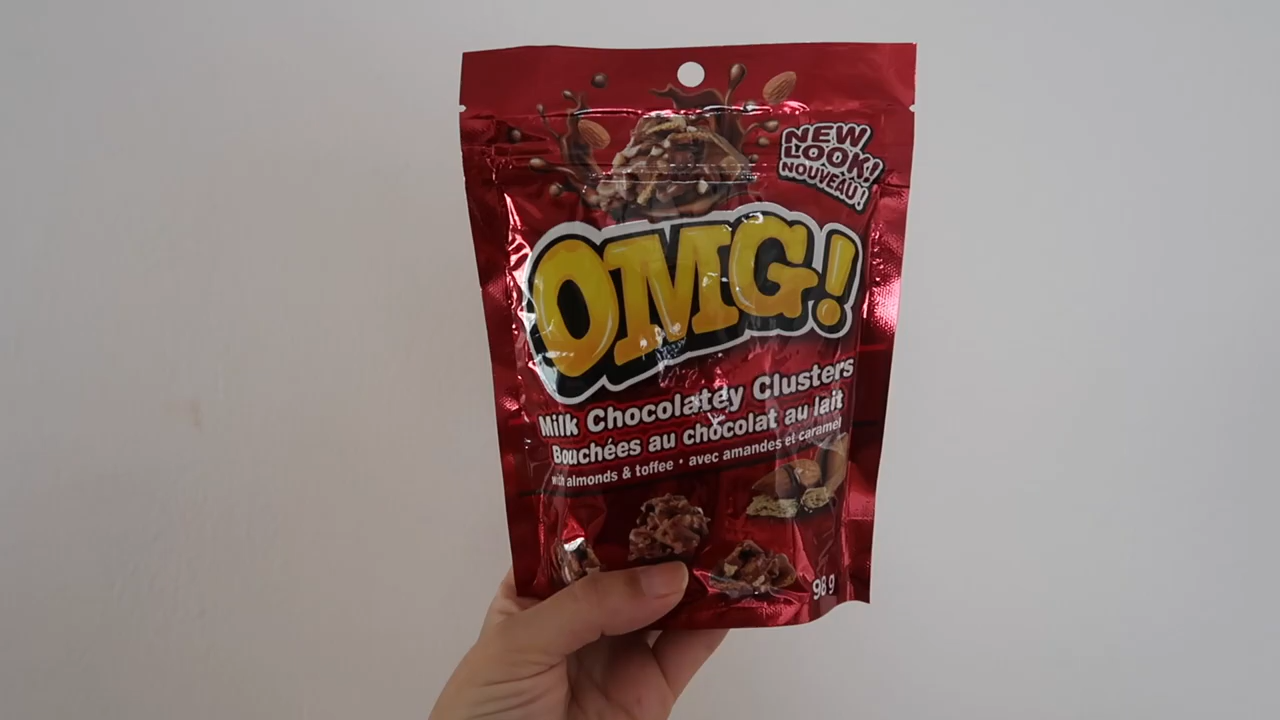 NEW
LOOK!
NOUVEAU!
OMG!
Milk Chocolatey Clusters
Bouchées au chocolat au lait
with almonds & toffee • avec amandes et caramel
98 g